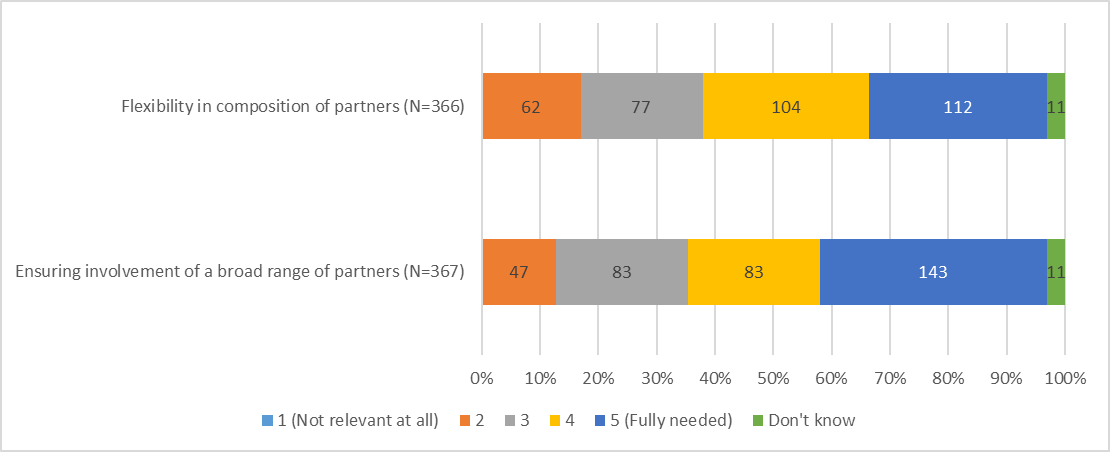 Flexibility in composition of partners (N=366)
62 77 104 112 11
Ensuring involvement of a broad range of partners (N=367)
47 83 83 143 11
0% 10% 20% 30% 40% 50% 60% 70% 80% 90% 100%
1 (Not relevant at all) 2 3 4 5 (Fully needed) Don't know